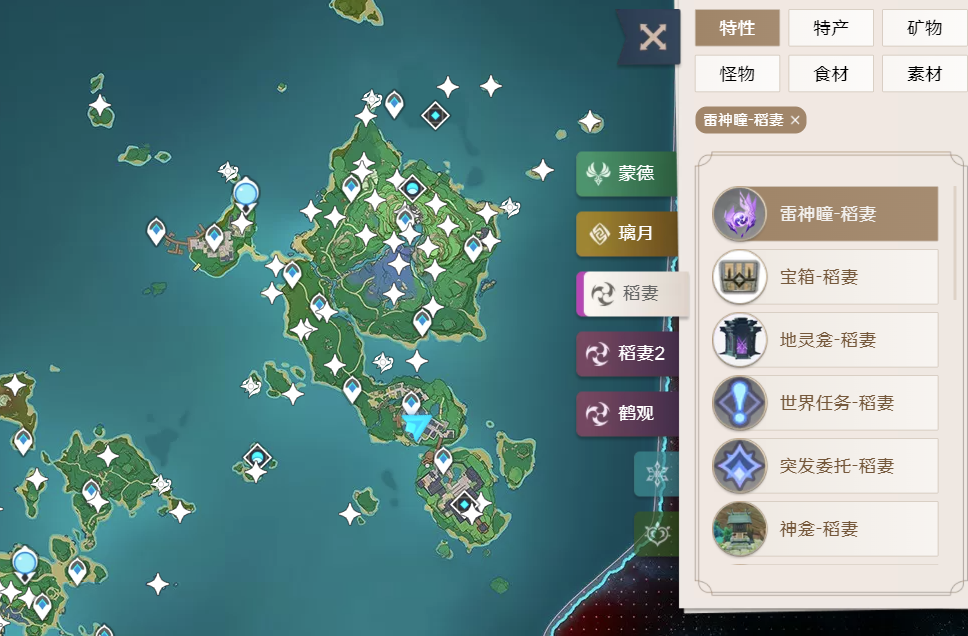 特性
特产
矿物
怪物
食材
素材
雷神瞳-稻妻 ×
蒙德
璃月
稻妻
稻妻2
鹤观
雷神瞳-稻妻
宝箱-稻妻
地灵龛-稻妻
世界任务-稻妻
突发委托-稻妻
神龛-稻妻